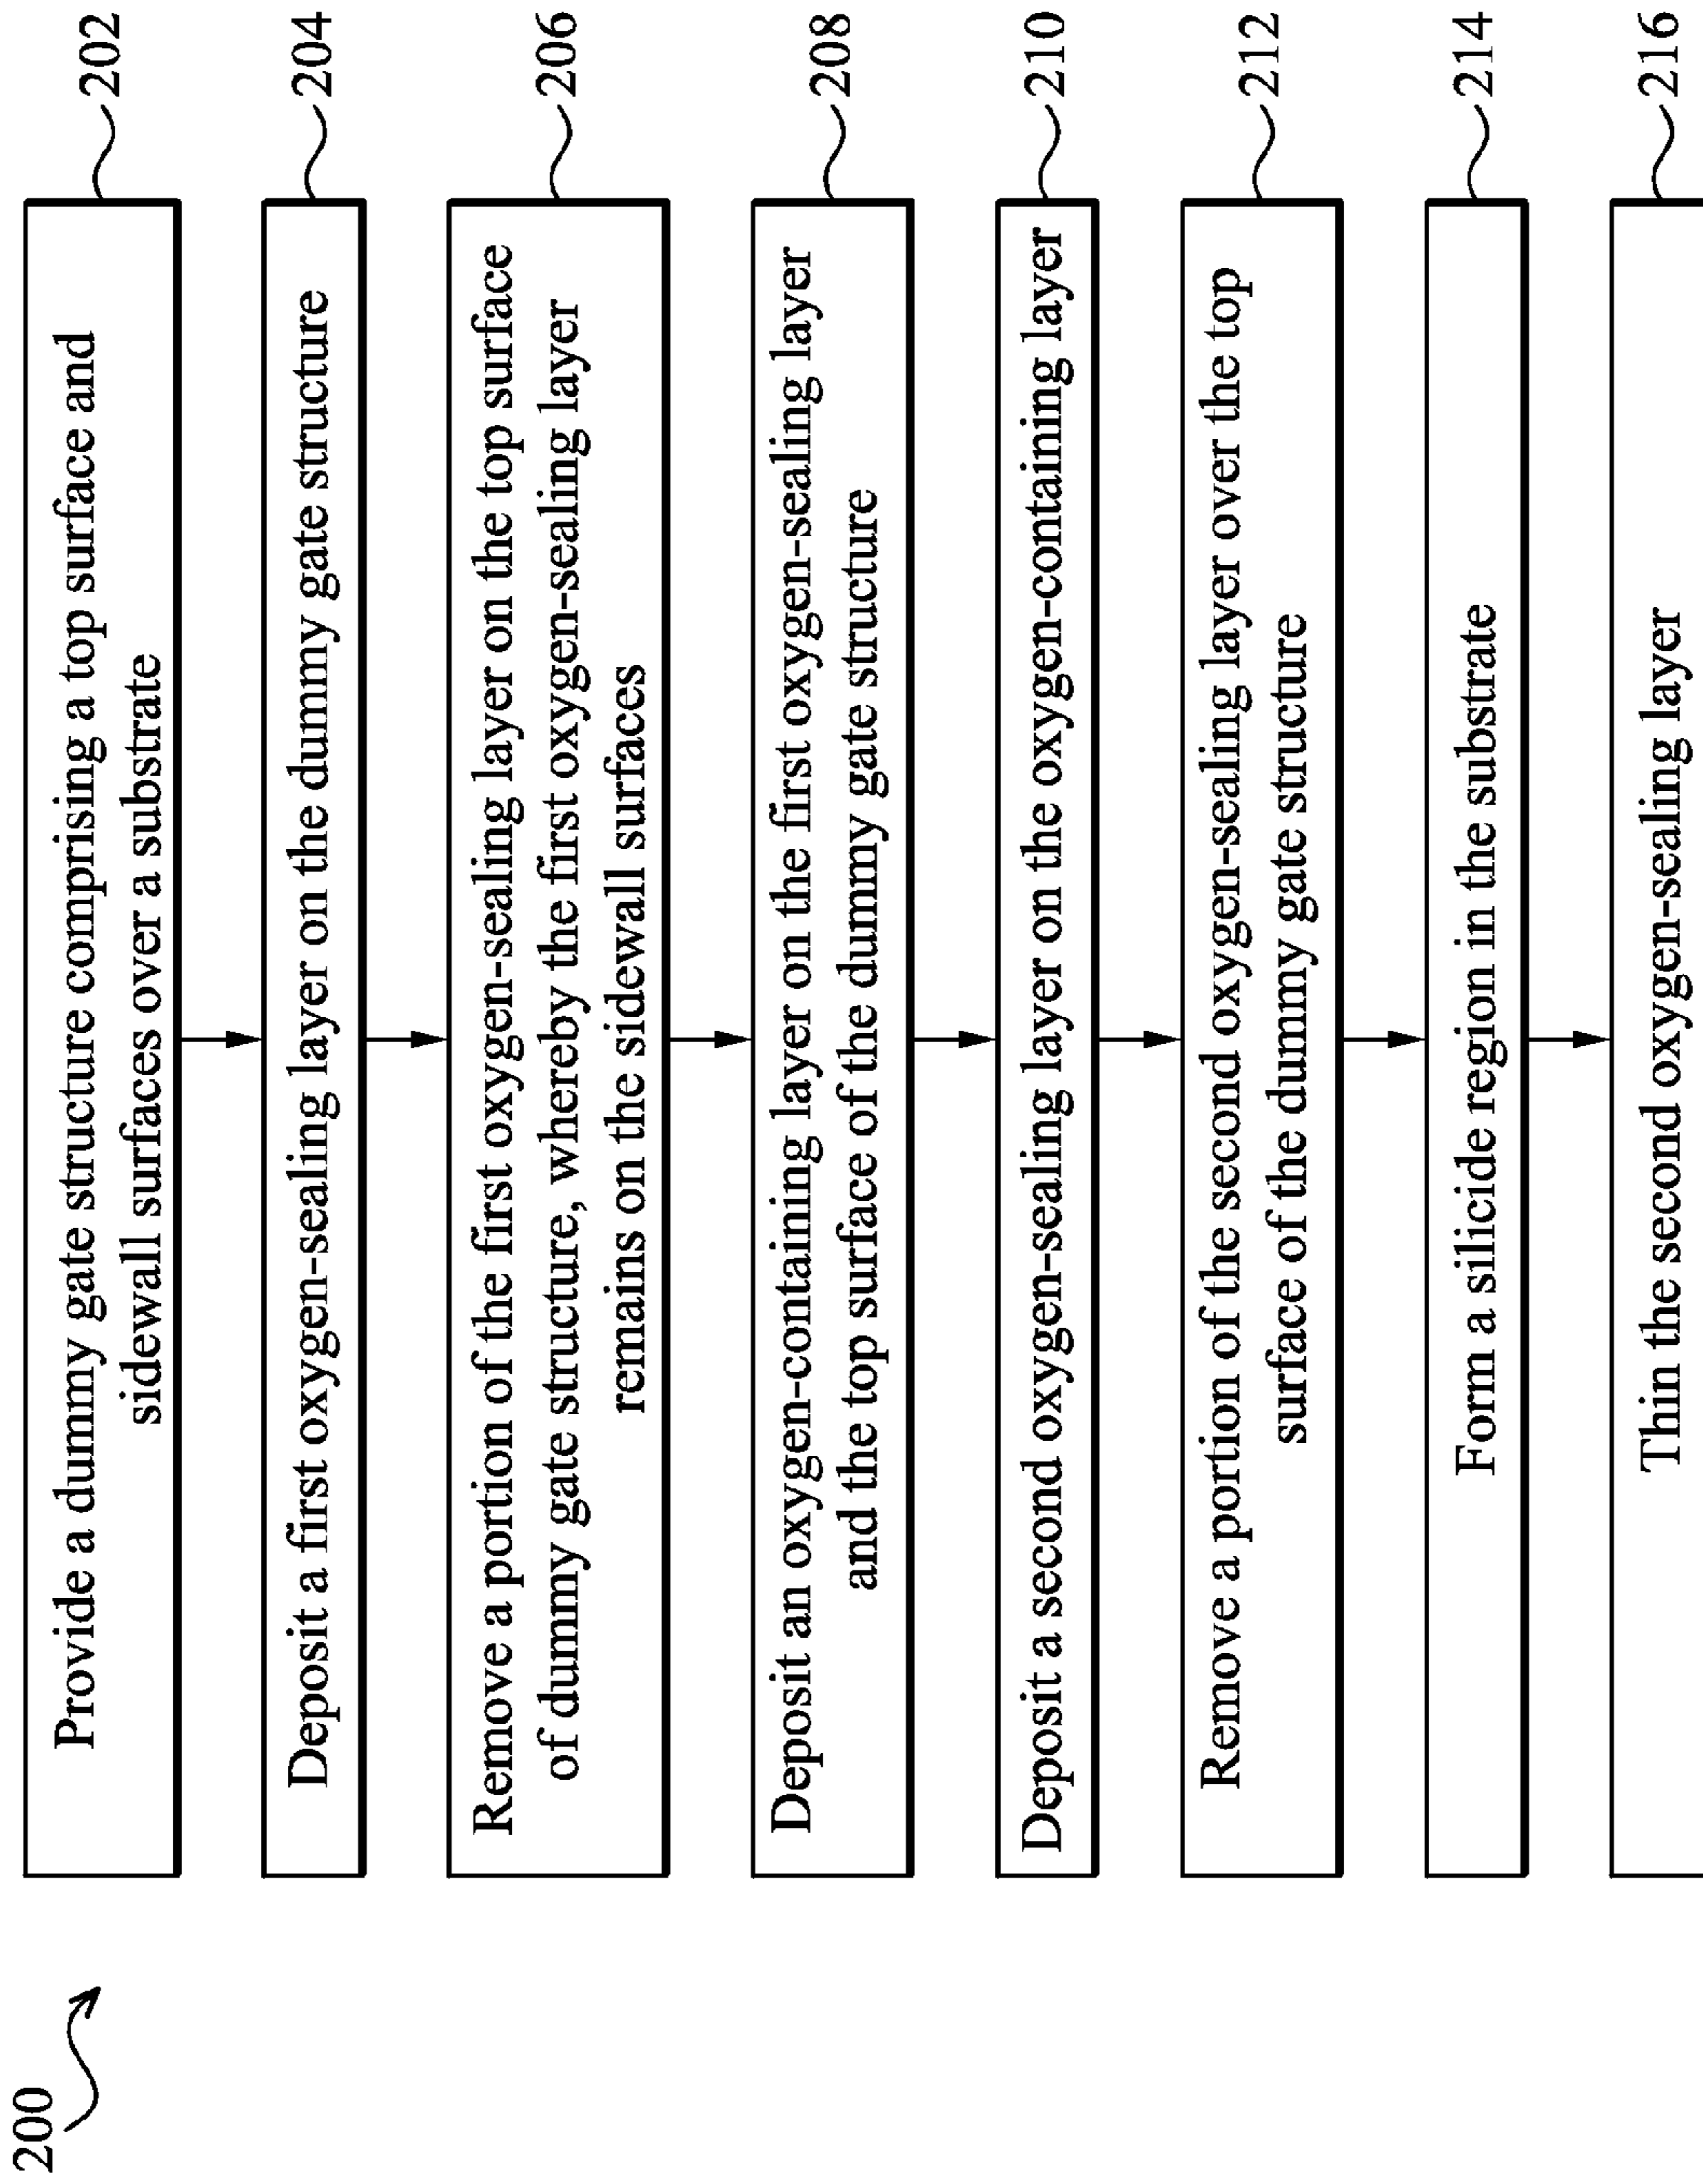 200
Provide a dummy gate structure comprising a top surface and
sidewall surfaces over a substrate
202
Deposit a first oxygen-sealing layer on the dummy gate structure
204
Remove a portion of the first oxygen-sealing layer on the top surface
of dummy gate structure, whereby the first oxygen-sealing layer
remains on the sidewall surfaces
206
Deposit an oxygen-containing layer on the first oxygen-sealing layer
and the top surface of the dummy gate structure
208
Deposit a second oxygen-sealing layer on the oxygen-containing layer
210
Remove a portion of the second oxygen-sealing layer over the top
surface of the dummy gate structure
212
Form a silicide region in the substrate
214
Thin the second oxygen-sealing layer
216